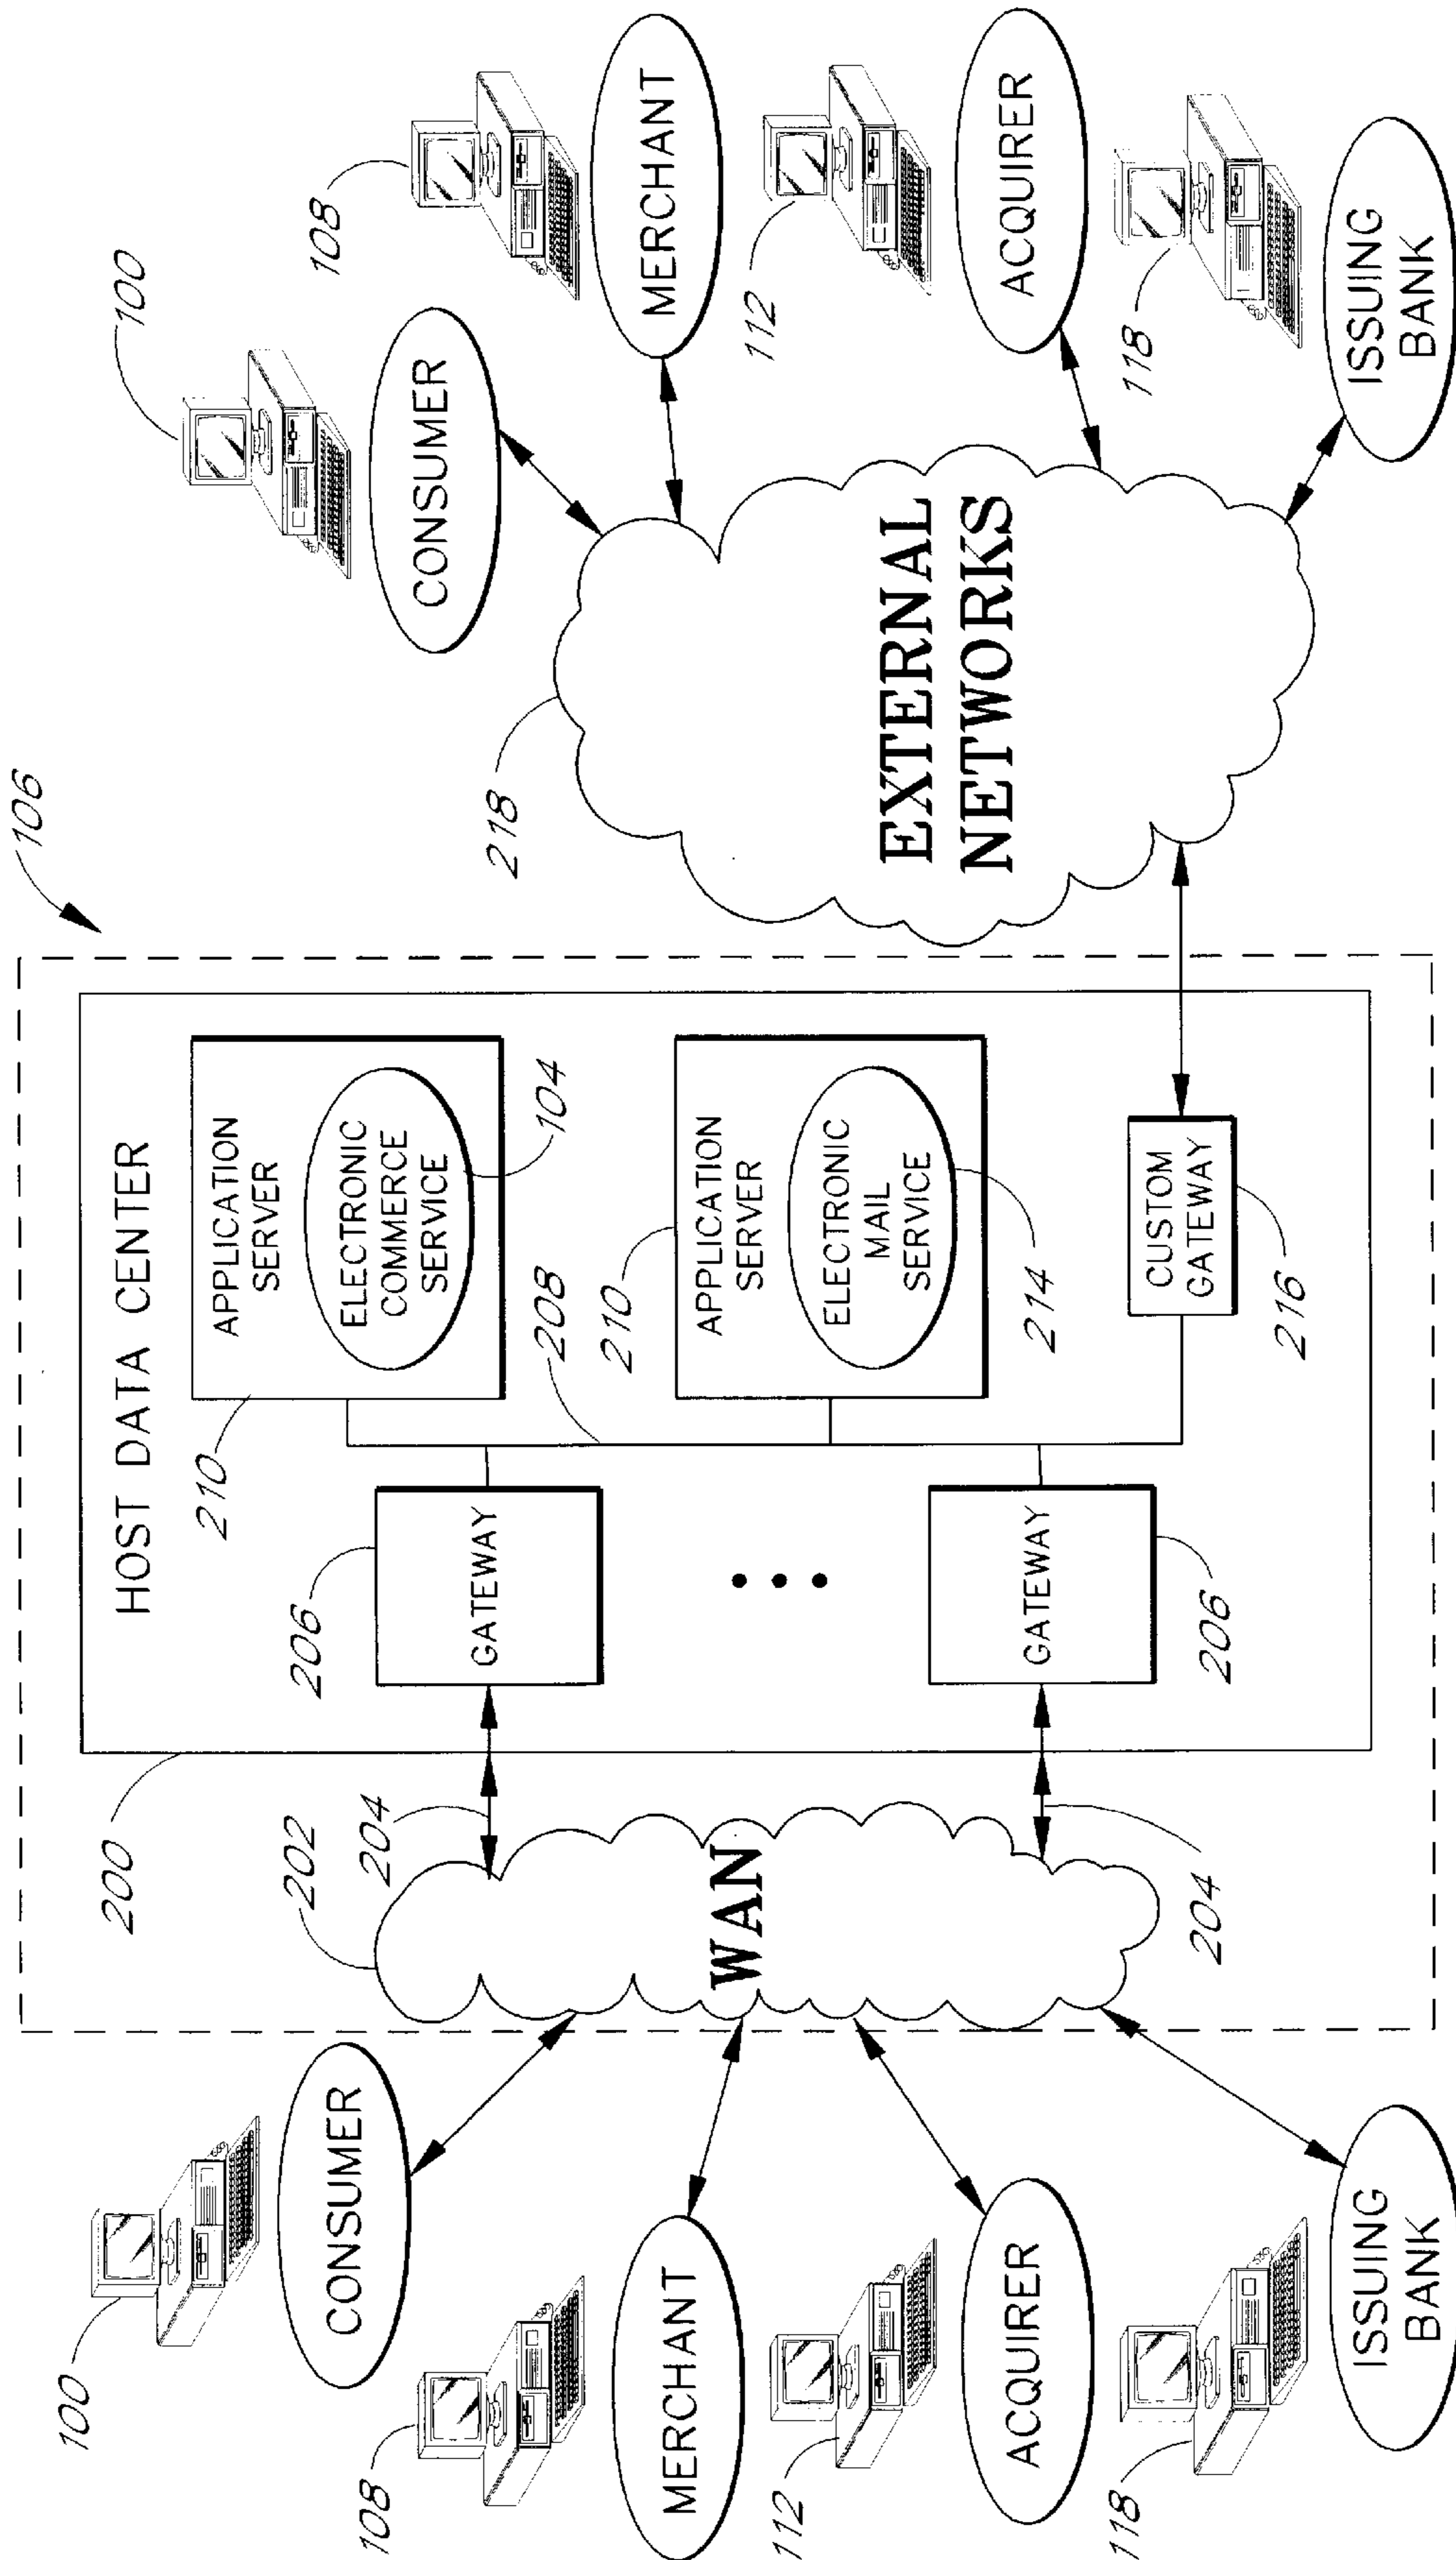 106
HOST DATA CENTER
200
202
204
204
WAN
206
GATEWAY
GATEWAY
206
208
210
APPLICATION
SERVER
ELECTRONIC
COMMERCE
SERVICE
104
210
APPLICATION
SERVER
ELECTRONIC
MAIL
SERVICE
214
CUSTOM
GATEWAY
216
218
EXTERNAL
NETWORKS
100
CONSUMER
108
MERCHANT
112
ACQUIRER
118
ISSUING
BANK
100
CONSUMER
108
MERCHANT
112
ACQUIRER
118
ISSUING
BANK